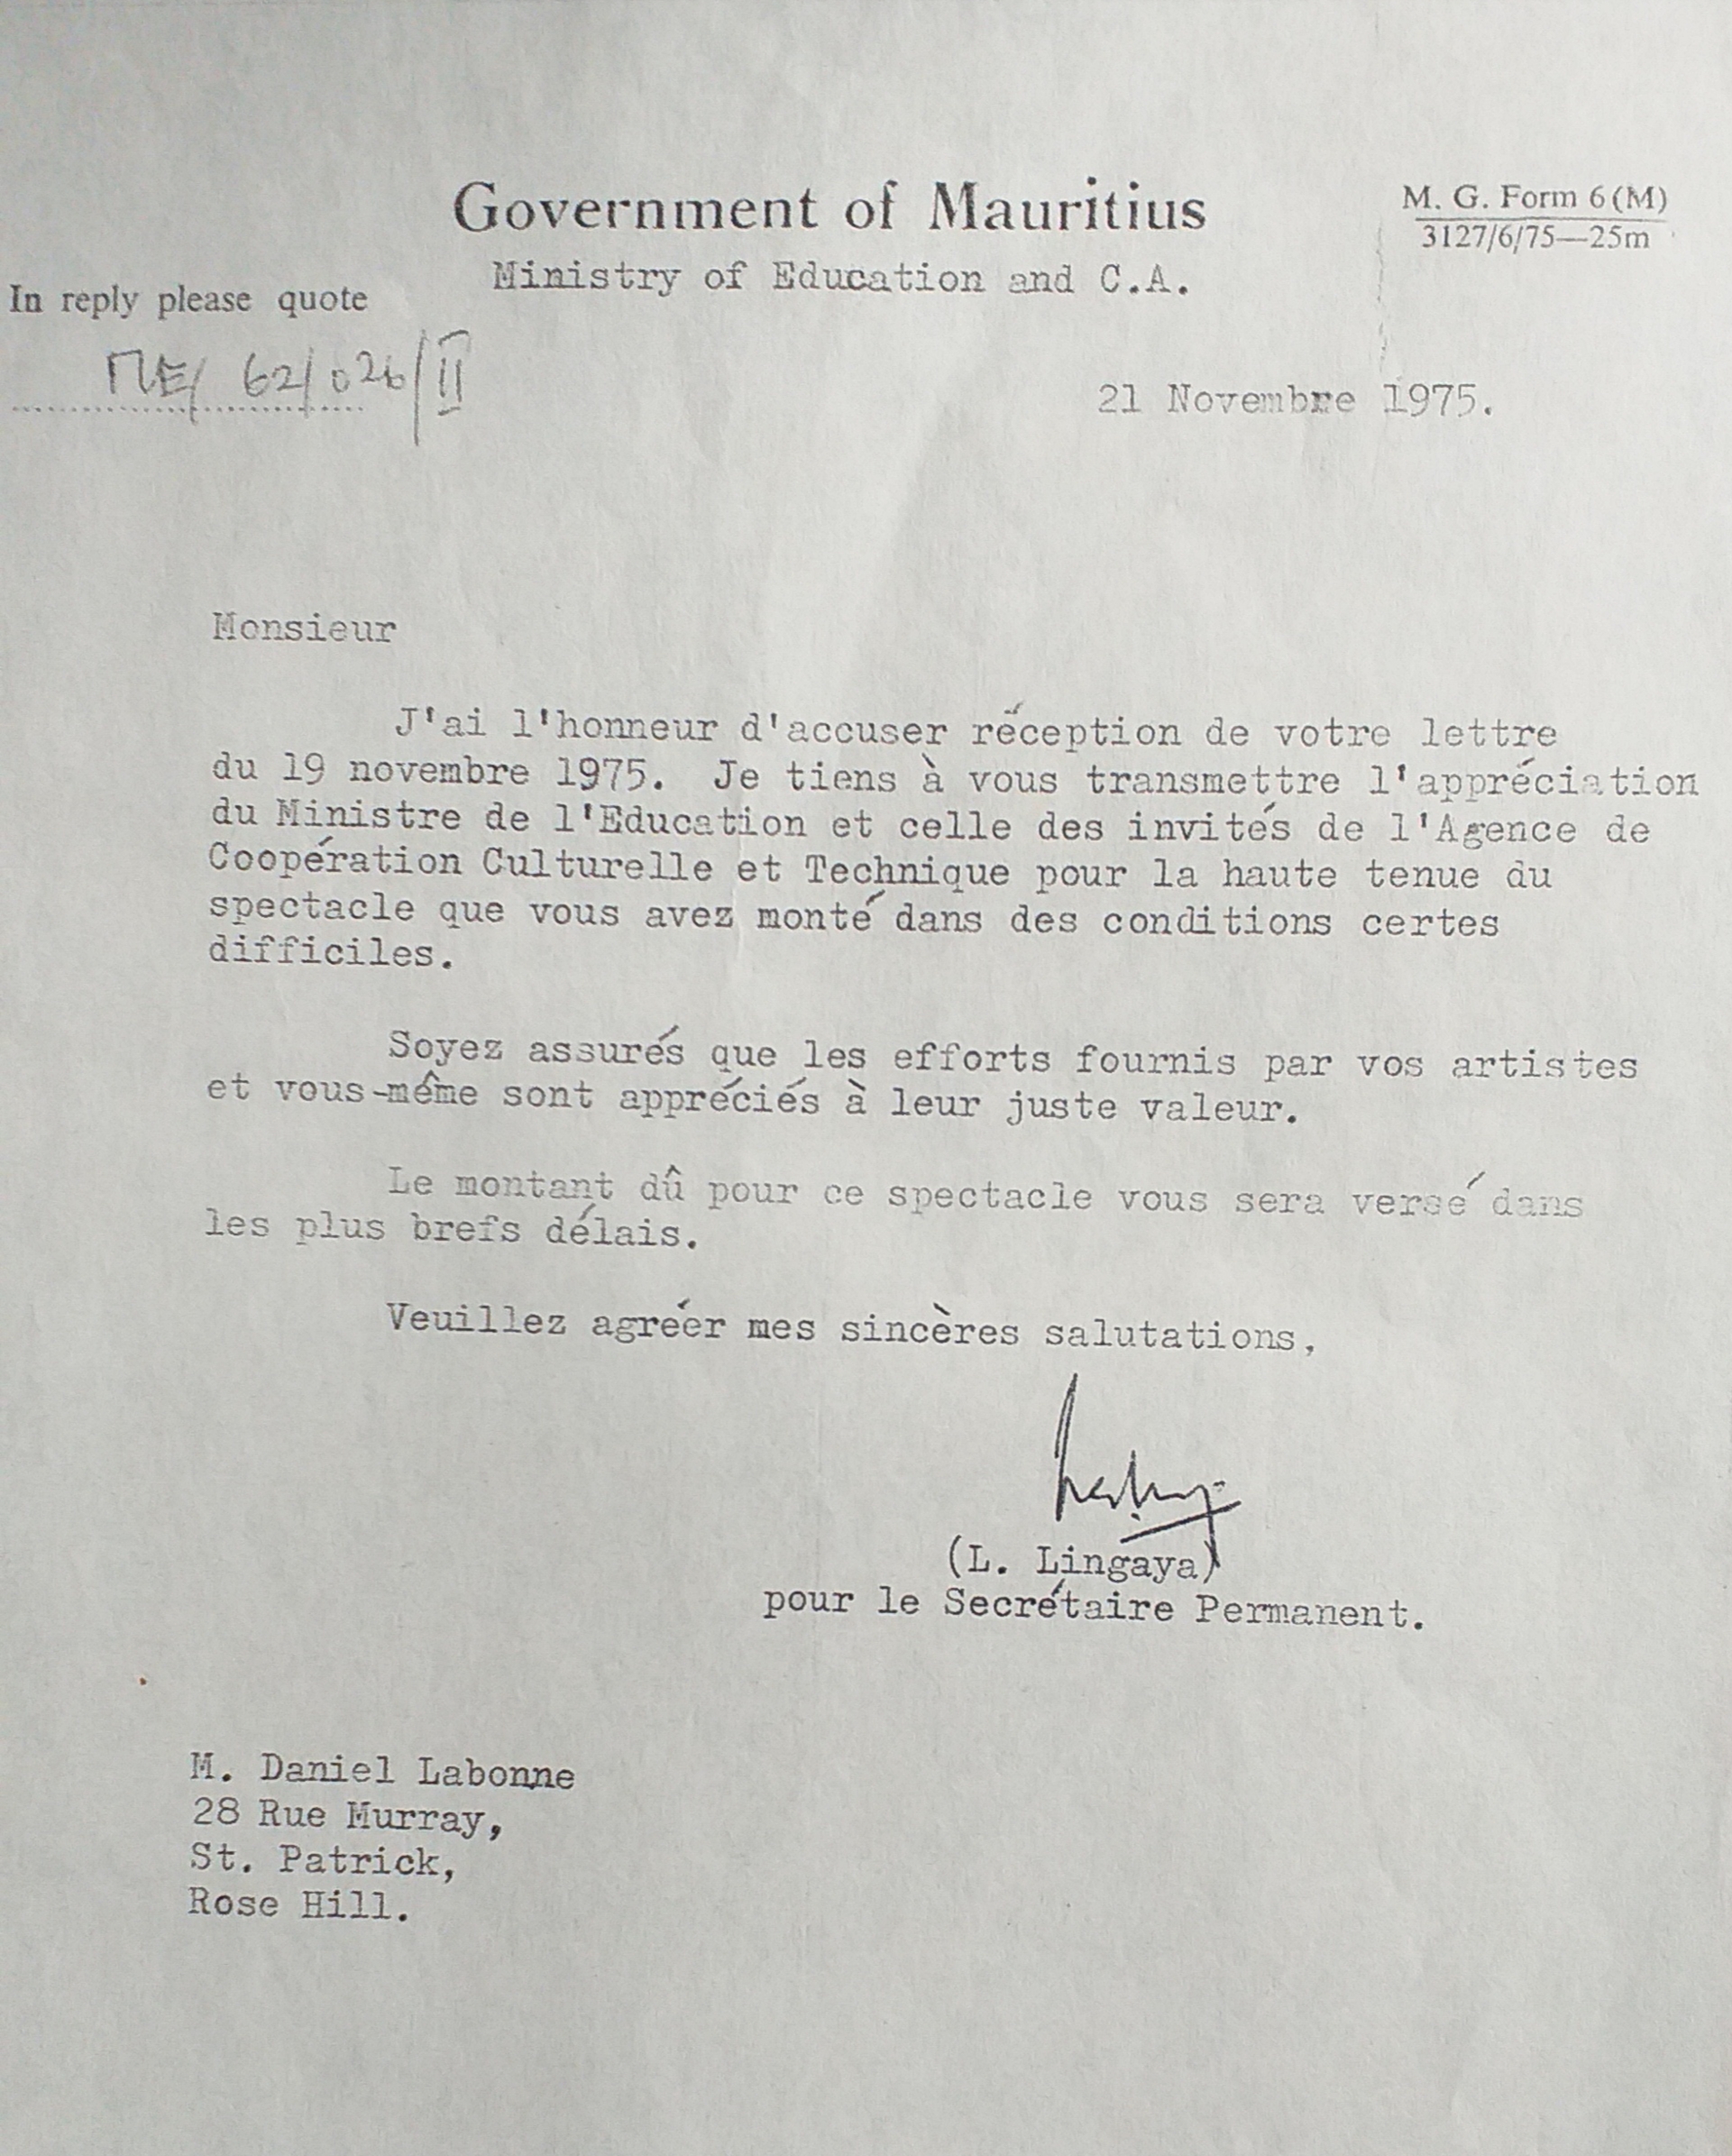 Government of Mauritius
M. G. Form 6 (M)
3127/6/75—25m
Ministry of Education and C.A.
In reply please quote
ME/ 62/026/II
21 Novembre 1975.
Monsieur
J'ai l'honneur d'accuser réception de votre lettre
du 19 novembre 1975. Je tiens à vous transmettre l'appréciation
du Ministre de l'Education et celle des invités de l'Agence de
Coopération Culturelle et Technique pour la haute tenue du
spectacle que vous avez monté dans des conditions certes
difficiles.
Soyez assurés que les efforts fournis par vos artistes
et vous-même sont appréciés à leur juste valeur.
Le montant dû pour ce spectacle vous sera versé dans
les plus brefs délais.
Veuillez agréer mes sincères salutations,
(L. Lingaya)
pour le Secrétaire Permanent.
M. Daniel Labonne
28 Rue Murray,
St. Patrick,
Rose Hill.